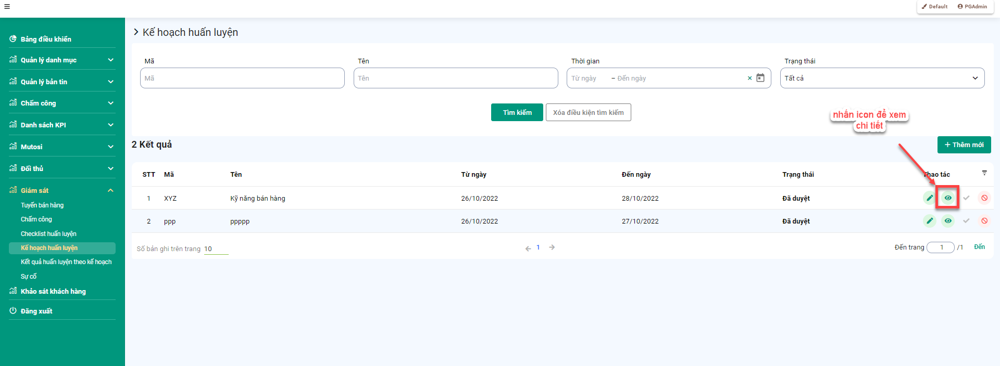 Default PGAdmin
Bảng điều khiển
Quản lý danh mục
Quản lý bản tin
Chấm công
Danh sách KPI
Mutosi
Đối thủ
Giám sát
Tuyến bán hàng
Chấm công
Checklist huấn luyện
Kế hoạch huấn luyện
Kết quả huấn luyện theo kế hoạch
Sự cố
Khảo sát khách hàng
Đăng xuất
Kế hoạch huấn luyện
Mã Tên Thời gian Trạng thái
Mã Tên Từ ngày – Đến ngày Tất cả
Tìm kiếm Xóa điều kiện tìm kiếm
nhấn icon để xem
chi tiết
2 Kết quả + Thêm mới
STT Mã Tên Từ ngày Đến ngày Trạng thái Thao tác
1 XYZ Kỹ năng bán hàng 26/10/2022 28/10/2022 Đã duyệt
2 ppp ppppp 26/10/2022 27/10/2022 Đã duyệt
Số bản ghi trên trang 10 1 Đến trang 1 /1 Đến